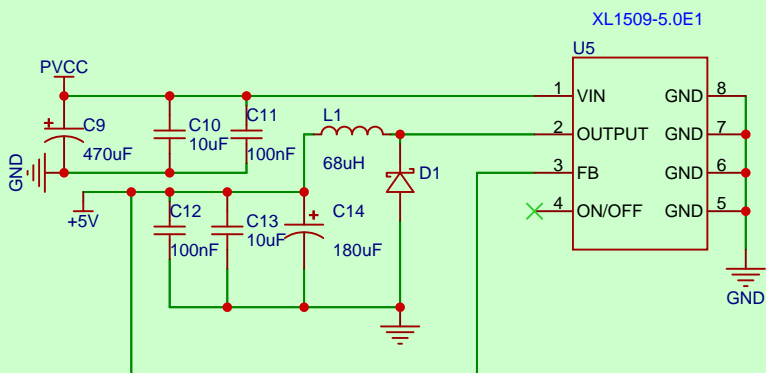 XL1509-5.0E1
U5
PVCC
1 VIN GND 8
C9
C10
C11
L1
470uF
10uF
100nF
68uH
2 OUTPUT GND 7
GND
D1
3 FB GND 6
+5V
C12
C13
C14
4 ON/OFF GND 5
100nF
10uF
180uF
GND